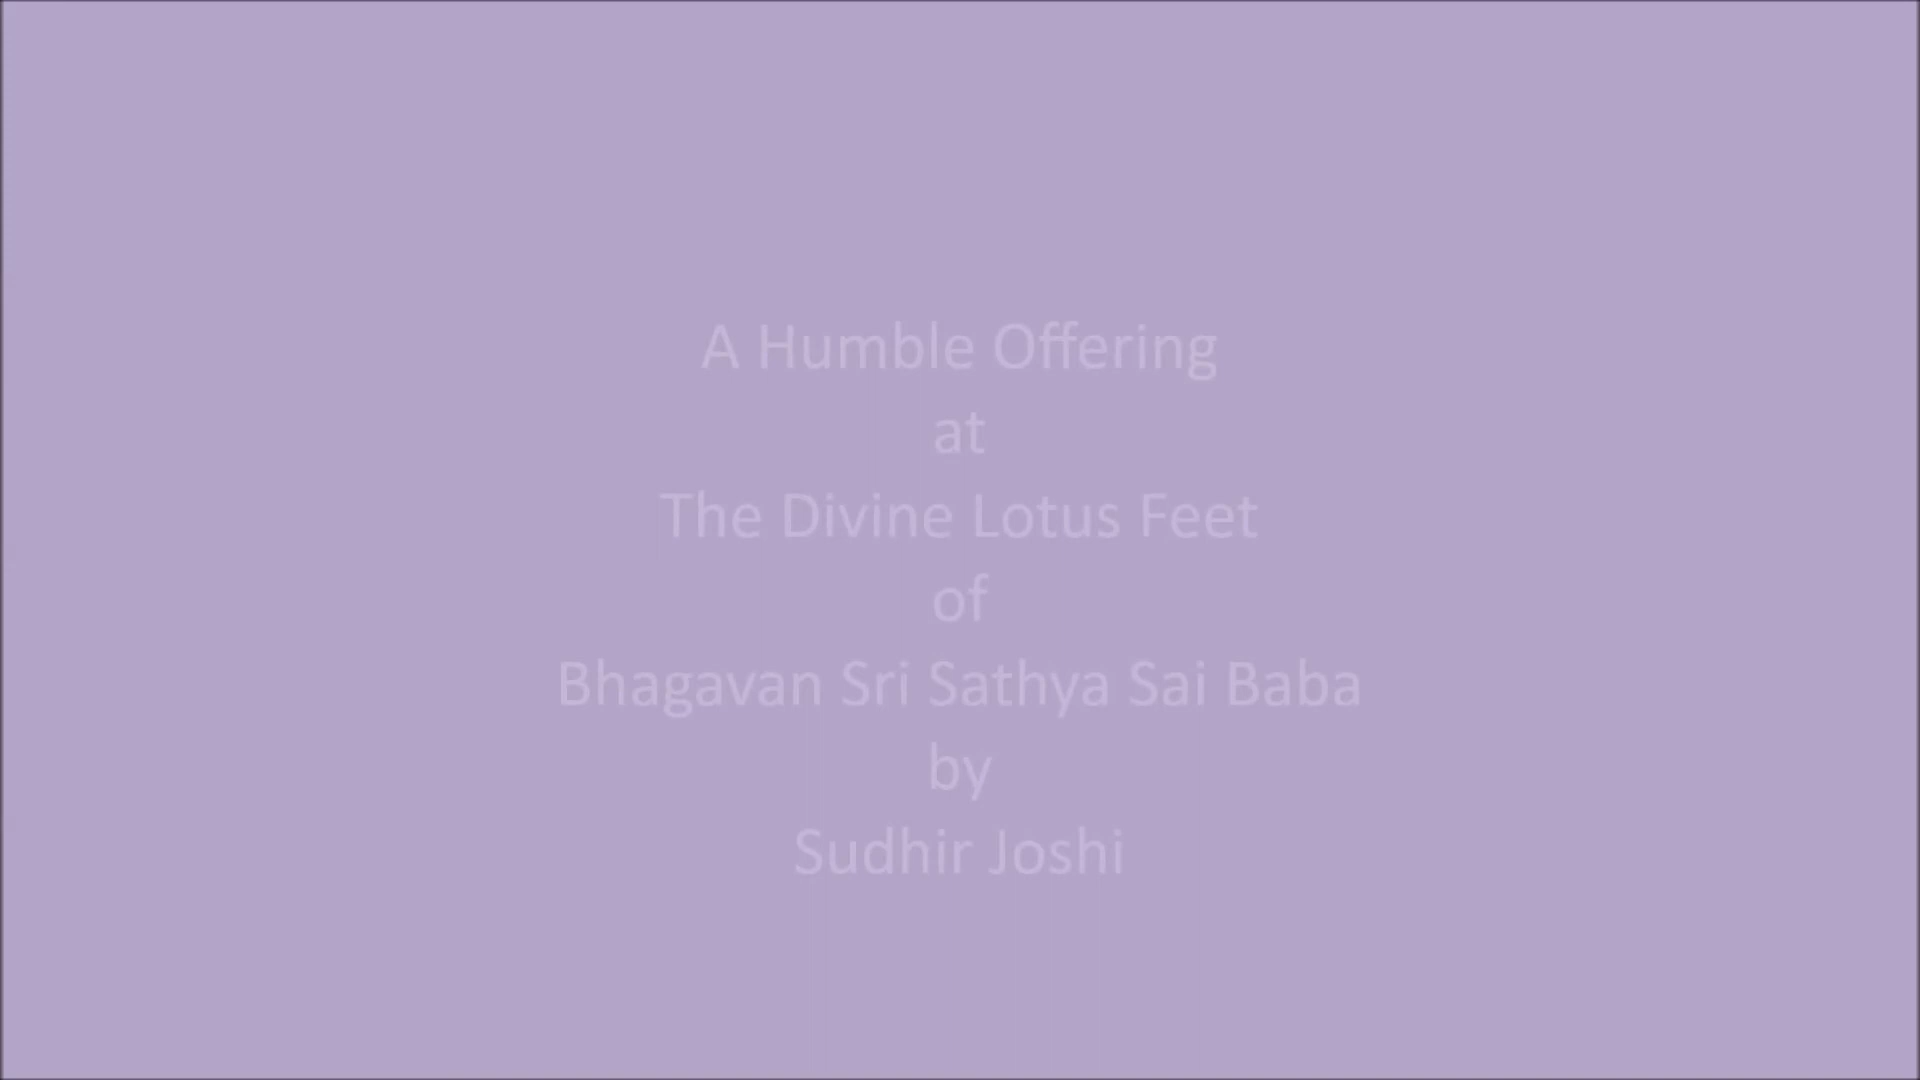 A Humble Offering
at
The Divine Lotus Feet
of
Bhagavan Sri Sathya Sai Baba
by
Sudhir Joshi